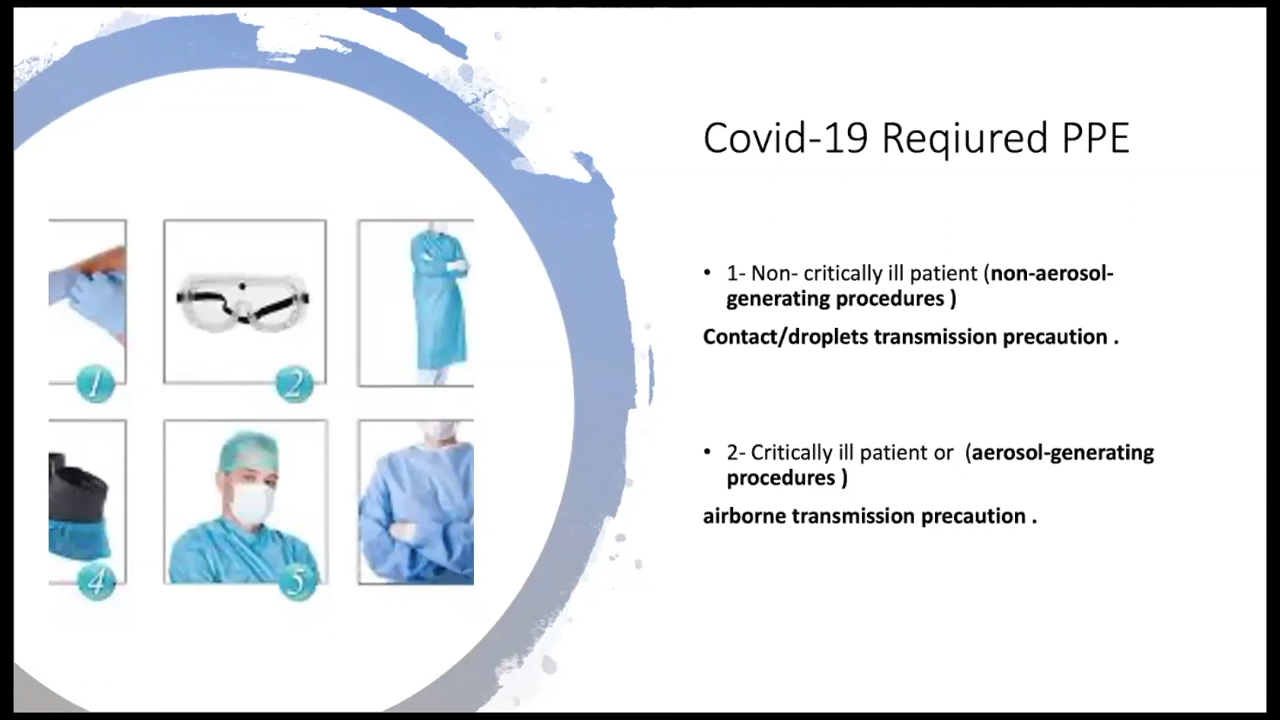 Covid-19 Reqiured PPE
• 1- Non- critically ill patient (non-aerosol-
generating procedures )
Contact/droplets transmission precaution .
• 2- Critically ill patient or (aerosol-generating
procedures )
airborne transmission precaution .
1
2
4
5